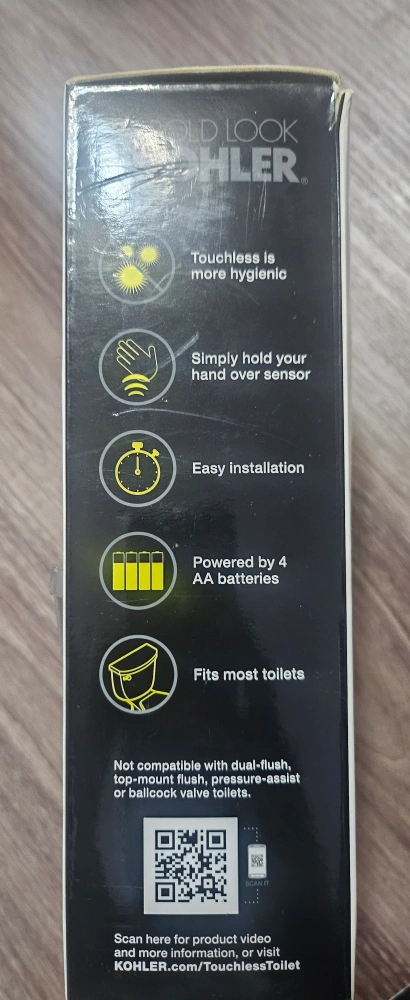 LOOK
KOHLER®
Touchless is
more hygienic
Simply hold your
hand over sensor
Easy installation
Powered by 4
AA batteries
Fits most toilets
Not compatible with dual-flush,
top-mount flush, pressure-assist
or ballcock valve toilets.
SCAN IT
Scan here for product video
and more information, or visit
KOHLER.com/TouchlessToilet